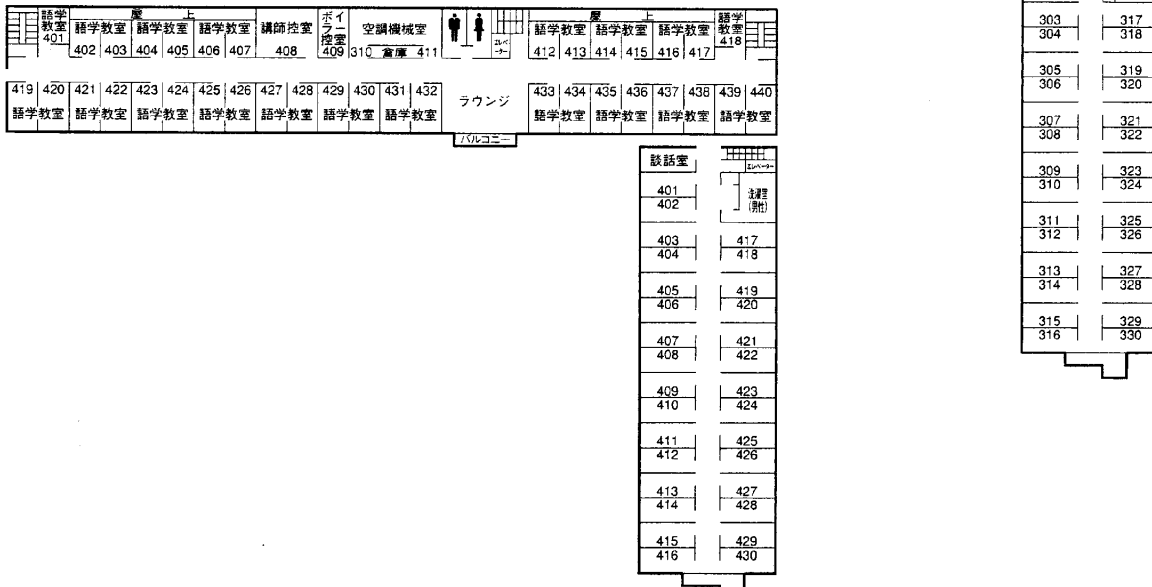 屋上
屋上
語学教室 401
語学教室 語学教室 語学教室
402 403 404 405 406 407
講師控室
408
ボイラー控室 409
空調機械室
310 倉庫 411
エレベーター
語学教室 語学教室 語学教室
412 413 414 415 416 417
語学教室 418
419 420 421 422 423 424 425 426 427 428 429 430 431 432
語学教室 語学教室 語学教室 語学教室 語学教室 語学教室 語学教室
ラウンジ
433 434 435 436 437 438 439 440
語学教室 語学教室 語学教室 語学教室
バルコニー
談話室
エレベーター
401
402
洗濯室
(男性)
403 417
404 418
405 419
406 420
407 421
408 422
409 423
410 424
411 425
412 426
413 427
414 428
415 429
416 430
303 317
304 318
305 319
306 320
307 321
308 322
309 323
310 324
311 325
312 326
313 327
314 328
315 329
316 330